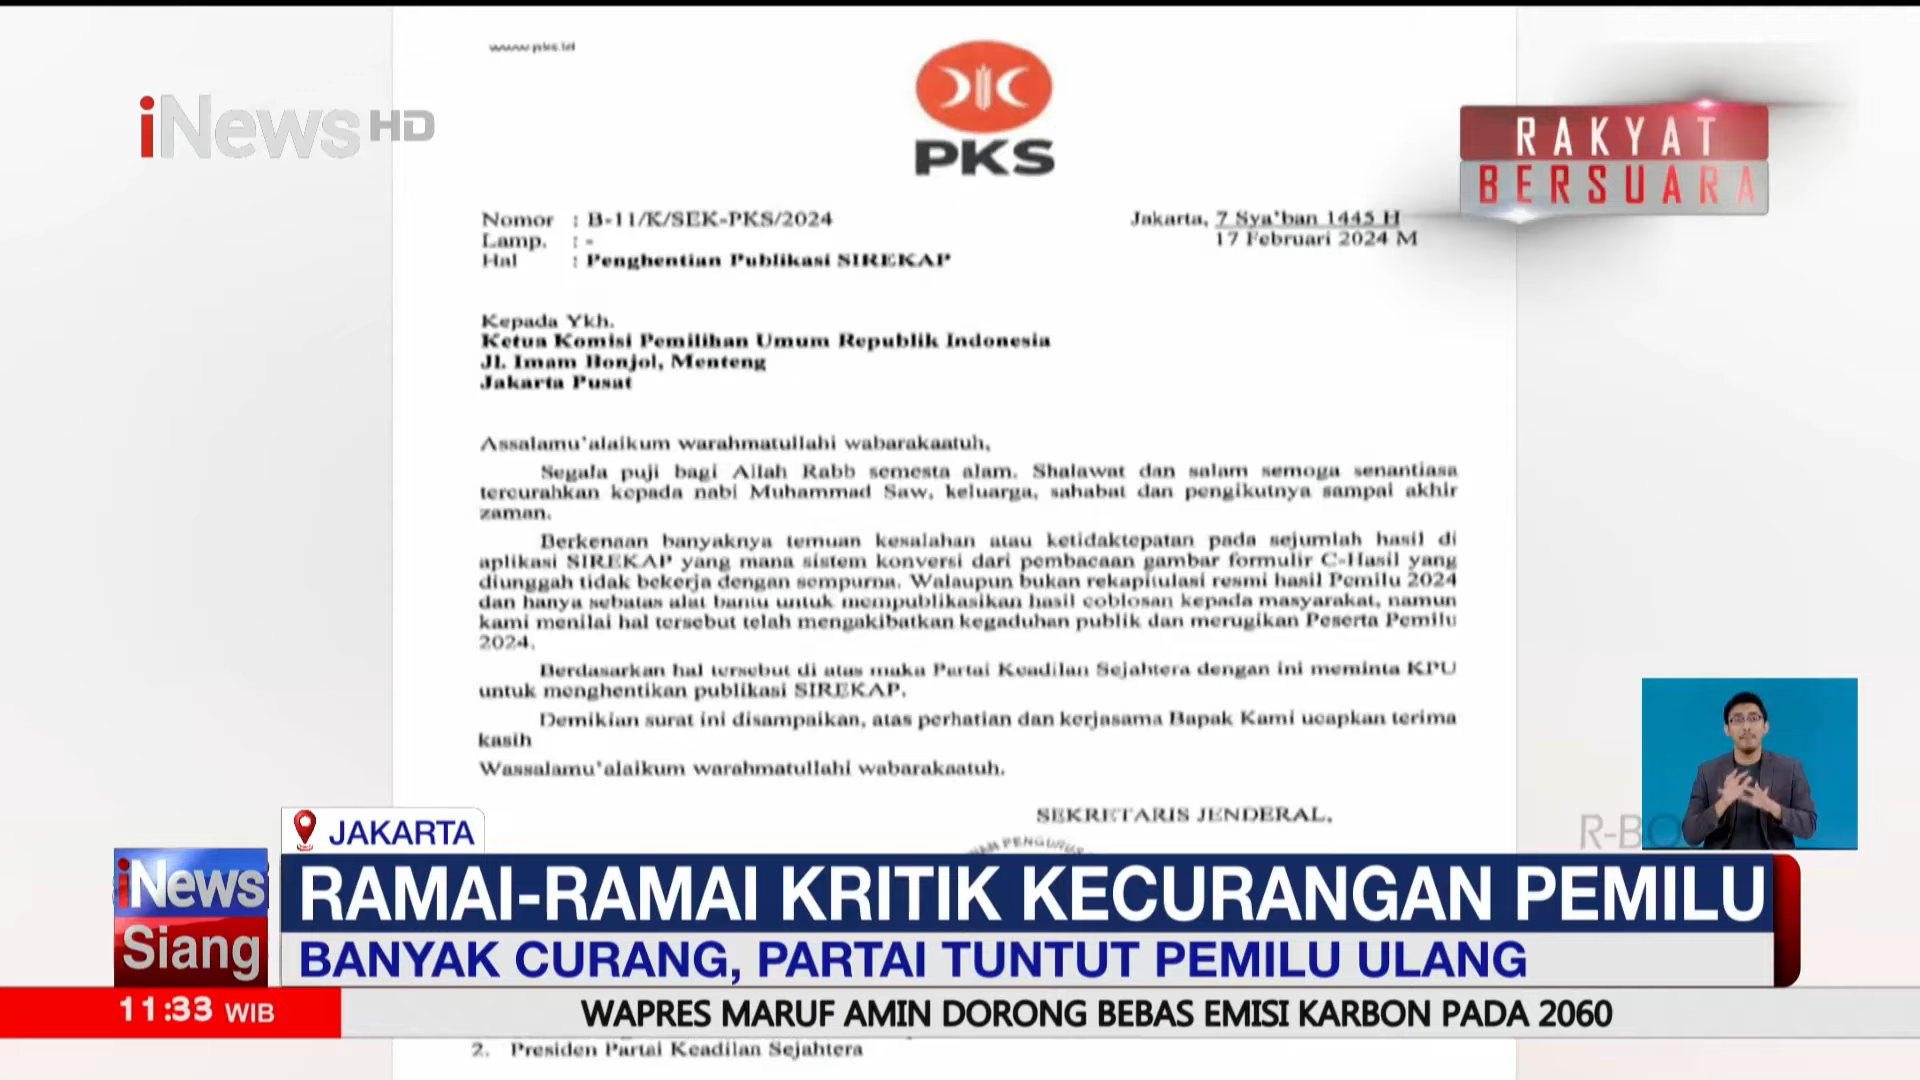 www.pks.id
iNews HD
PKS
RAKYAT
BERSUARA
Nomor : B-11/K/SEK-PKS/2024
Jakarta, 7 Sya'ban 1445 H
Lamp. : -
17 Februari 2024 M
Hal : Penghentian Publikasi SIREKAP
Kepada Ykh.
Ketua Komisi Pemilihan Umum Republik Indonesia
Jl. Imam Bonjol, Menteng
Jakarta Pusat
Assalamu'alaikum warahmatullahi wabarakaatuh,
Segala puji bagi Allah Rabb semesta alam. Shalawat dan salam semoga senantiasa
tercurahkan kepada nabi Muhammad Saw, keluarga, sahabat dan pengikutnya sampai akhir
zaman.
Berkenaan banyaknya temuan kesalahan atau ketidaktepatan pada sejumlah hasil di
aplikasi SIREKAP yang mana sistem konversi dari pembacaan gambar formulir C-Hasil yang
diunggah tidak bekerja dengan sempurna. Walaupun bukan rekapitulasi resmi hasil Pemilu 2024
dan hanya sebatas alat bantu untuk mempublikasikan hasil coblosan kepada masyarakat, namun
kami menilai hal tersebut telah mengakibatkan kegaduhan publik dan merugikan Peserta Pemilu
2024.
Berdasarkan hal tersebut di atas maka Partai Keadilan Sejahtera dengan ini meminta KPU
untuk menghentikan publikasi SIREKAP.
Demikian surat ini disampaikan, atas perhatian dan kerjasama Bapak Kami ucapkan terima
kasih
Wassalamu'alaikum warahmatullahi wabarakaatuh.
SEKRETARIS JENDERAL,
R-BO
JAKARTA
iNews
Siang
RAMAI-RAMAI KRITIK KECURANGAN PEMILU
BANYAK CURANG, PARTAI TUNTUT PEMILU ULANG
11:33 WIB
WAPRES MARUF AMIN DORONG BEBAS EMISI KARBON PADA 2060
2. Presiden Partai Keadilan Sejahtera